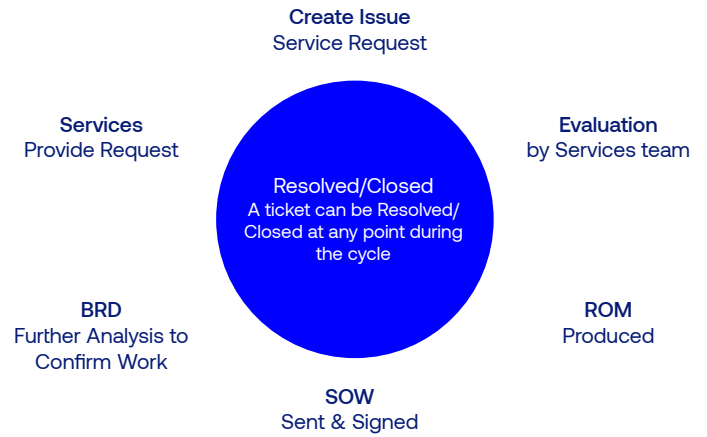 Create Issue
Service Request
Services
Provide Request
Evaluation
by Services team
Resolved/Closed
A ticket can be Resolved/
Closed at any point during
the cycle
BRD
Further Analysis to
Confirm Work
ROM
Produced
SOW
Sent & Signed